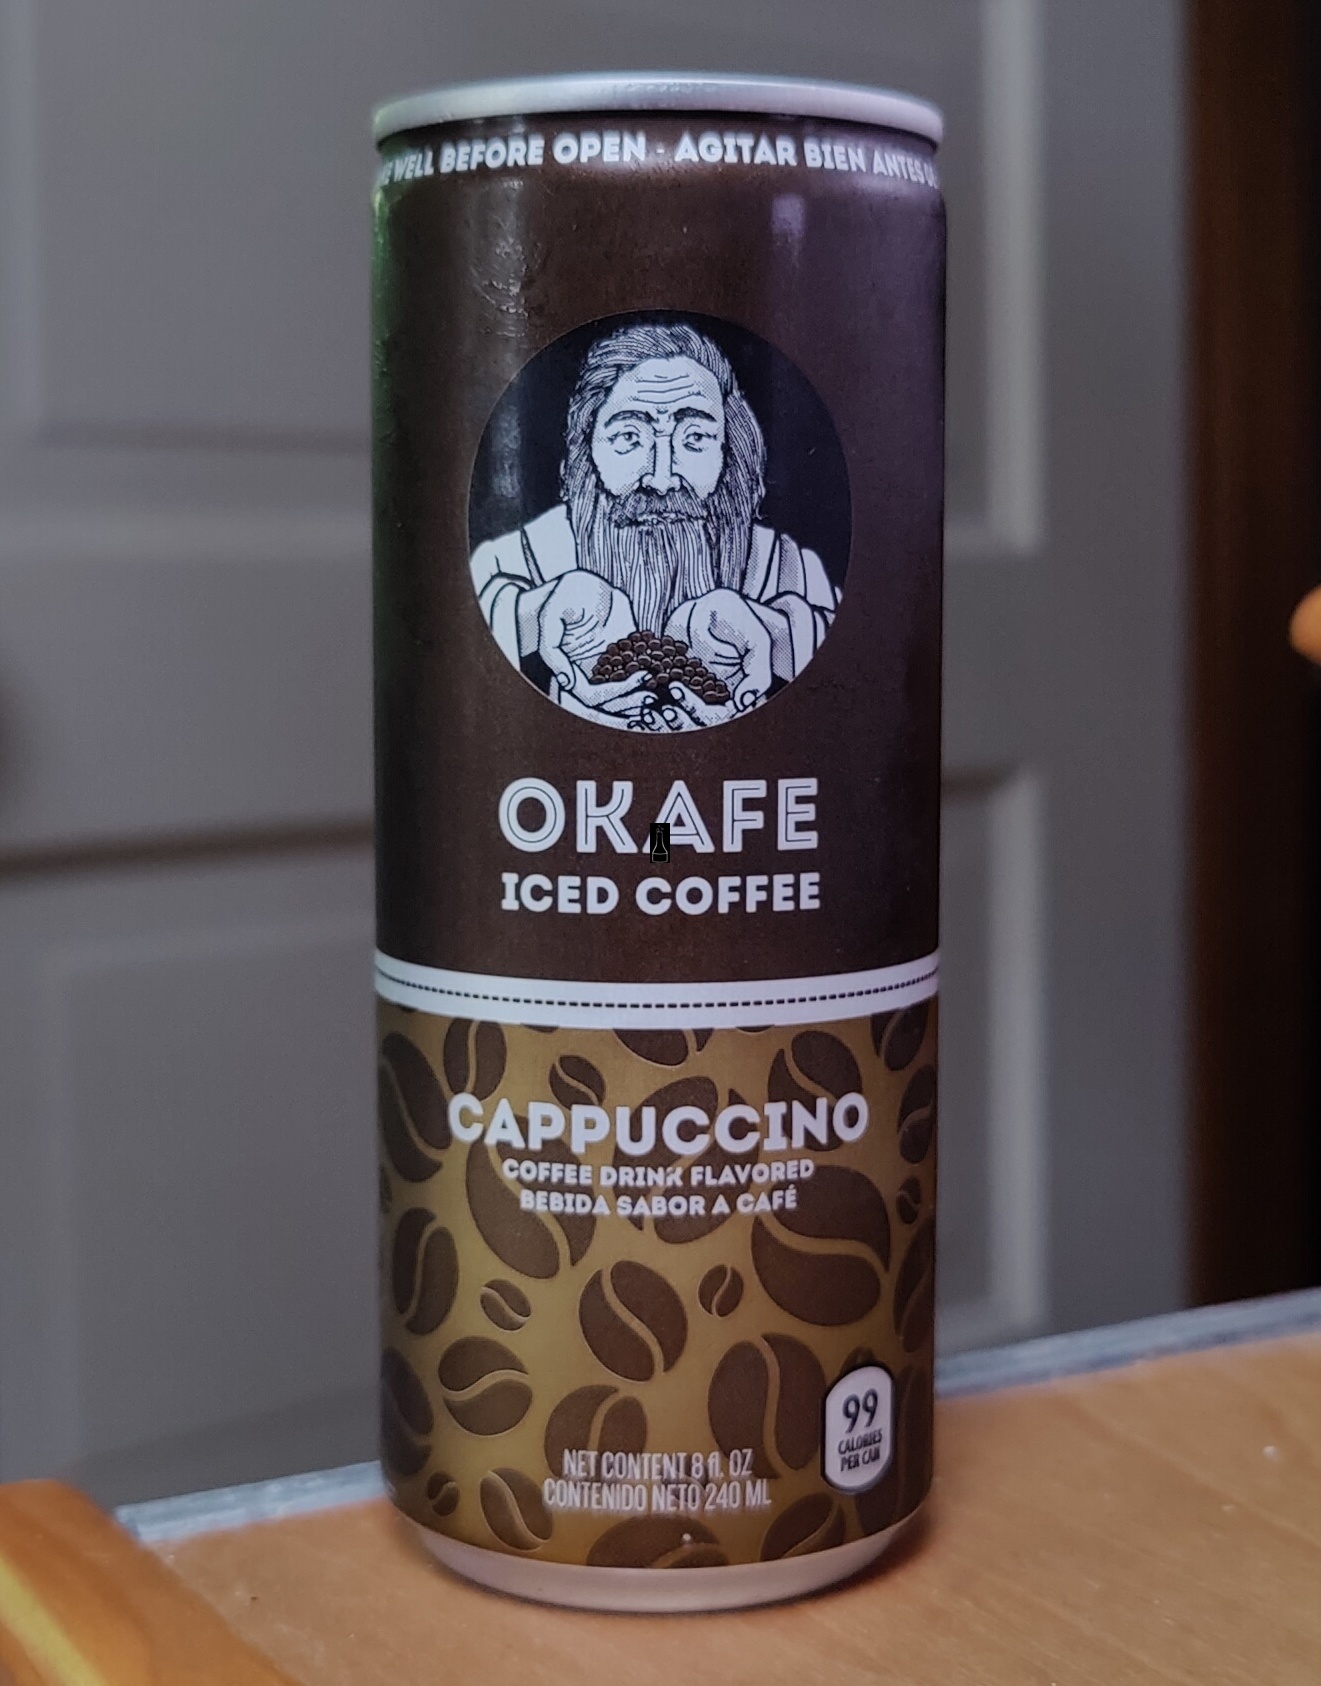 WELL BEFORE OPEN - AGITAR BIEN ANTES
OKAFE
ICED COFFEE
CAPPUCCINO
COFFEE DRINK FLAVORED
BEBIDA SABOR A CAFÉ
99
CALORIES
PER CAN
NET CONTENT 8 fl. OZ
CONTENIDO NETO 240 ML